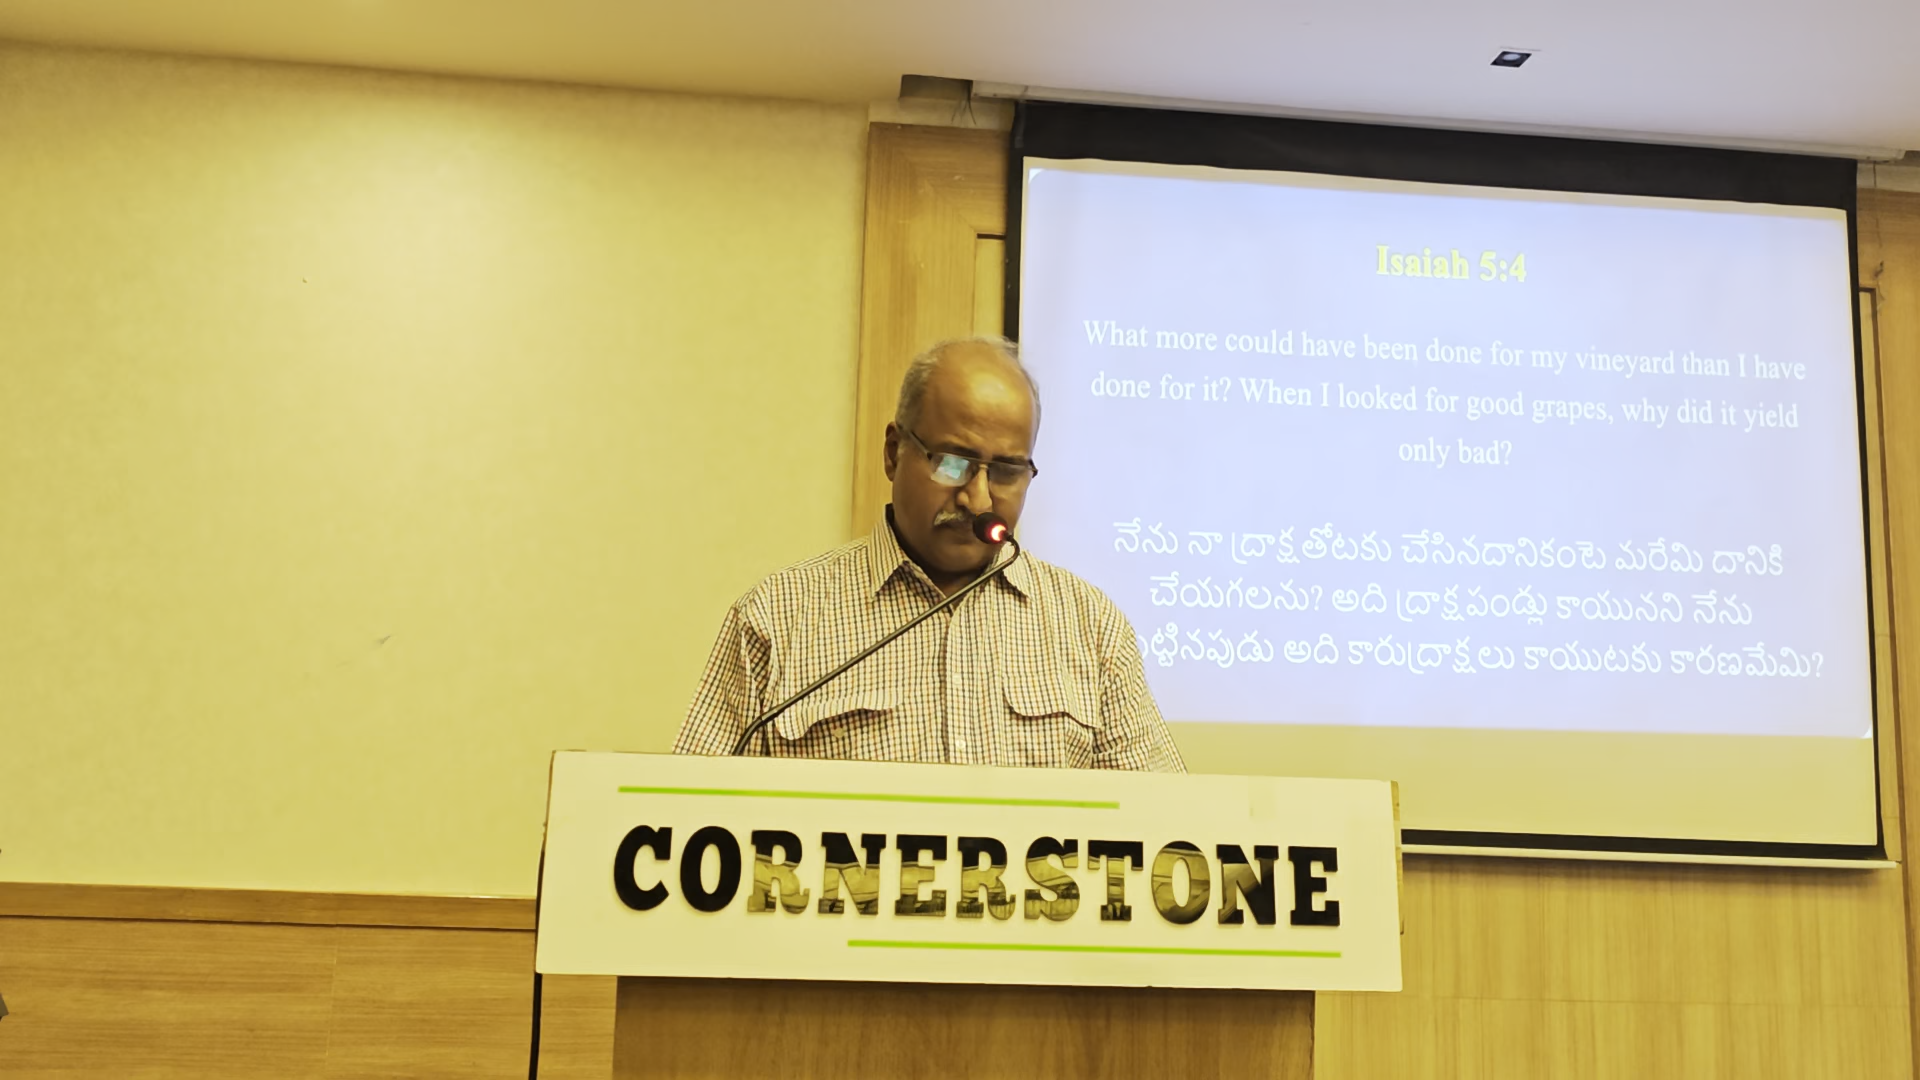 Isaiah 5:4
What more could have been done for my vineyard than I have
done for it? When I looked for good grapes, why did it yield
only bad?
నేను నా ద్రాక్ష తోటకు చేసినదానికంటె మరేమి దానికి
చేయగలను? అది ద్రాక్షపండ్లు కాయునని నేను
అది కారుద్రాక్షలు కాయుటకు కారణమేమి?
CORNERSTONE